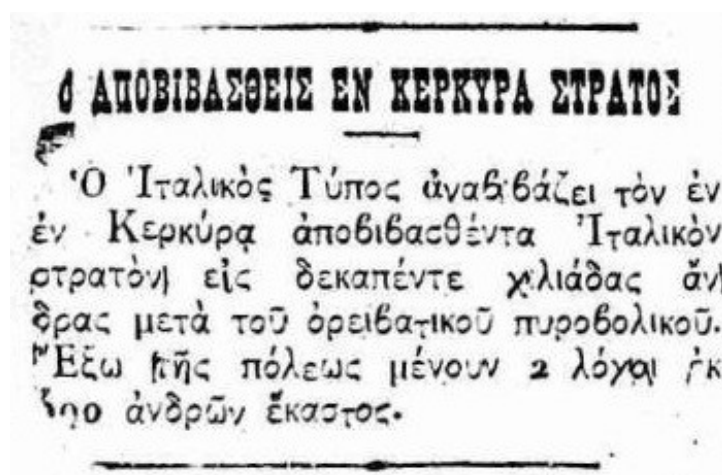 Ο ΑΠΟΒΙΒΑΣΘΕΙΣ ΕΝ ΚΕΡΚΥΡΑ ΣΤΡΑΤΟΣ
Ὁ Ἰταλικὸς Τύπος ἀναβιβάζει τὸν ἐν
ἐν Κερκύρᾳ ἀποβιβασθέντα Ἰταλικὸν
στρατὸν εἰς δεκαπέντε χιλιάδας ἄν
δρας μετὰ τοῦ ὀρειβατικοῦ πυροβολικοῦ.
Ἔξω τῆς πόλεως μένουν 2 λόχοι ἐκ
ἀνδρῶν ἕκαστος.